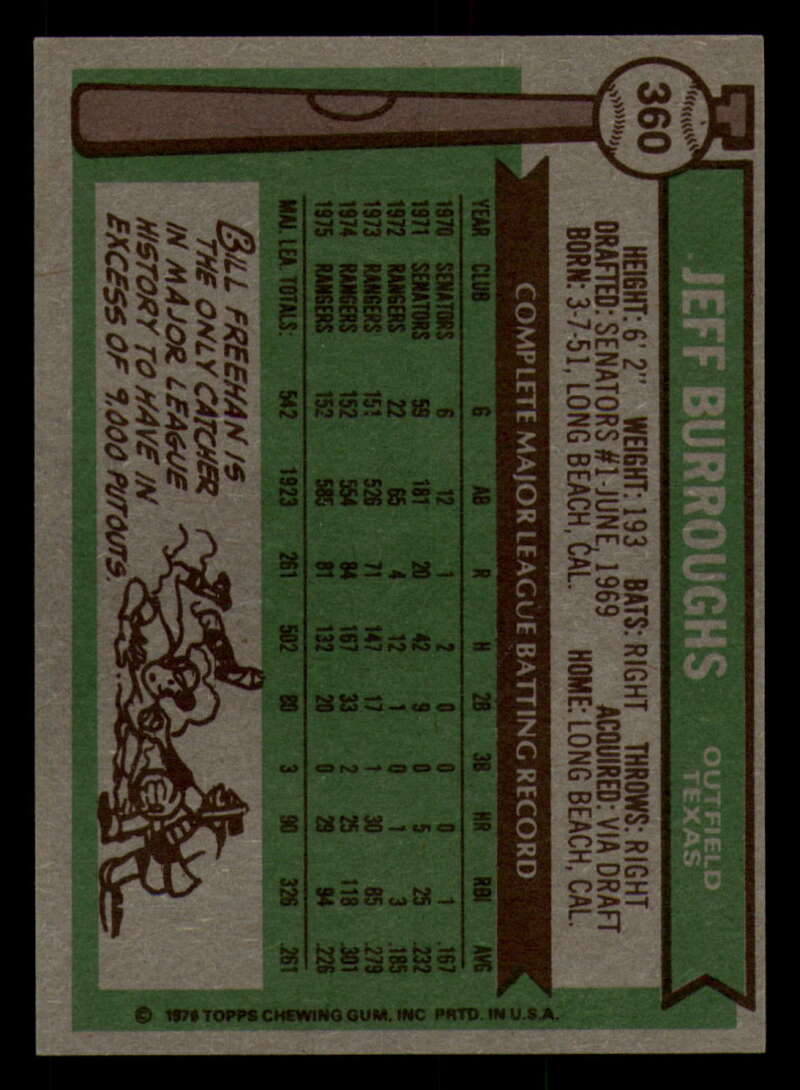 360
JEFF BURROUGHS
OUTFIELD
TEXAS
HEIGHT: 6' 2" WEIGHT: 193 BATS: RIGHT THROWS: RIGHT
DRAFTED: SENATORS #1-JUNE, 1969 ACQUIRED: VIA DRAFT
BORN: 3-7-51, LONG BEACH, CAL. HOME: LONG BEACH, CAL.
COMPLETE MAJOR LEAGUE BATTING RECORD
YEAR CLUB G AB R H 2B 3B HR RBI AVG
1970 SENATORS 6 12 1 2 0 0 0 1 .167
1971 SENATORS 59 181 20 42 9 0 5 25 .232
1972 RANGERS 22 65 4 12 1 0 1 3 .185
1973 RANGERS 151 526 71 147 17 1 30 85 .279
1974 RANGERS 152 554 84 167 33 2 25 118 .301
1975 RANGERS 152 585 81 132 20 0 29 94 .226
MAJ. LEA. TOTALS: 542 1923 261 502 80 3 90 326 .261
BILL FREEHAN IS
THE ONLY CATCHER
IN MAJOR LEAGUE
HISTORY TO HAVE IN
EXCESS OF 9,000 PUTOUTS.
© 1976 TOPPS CHEWING GUM, INC PRTD. IN U.S.A.